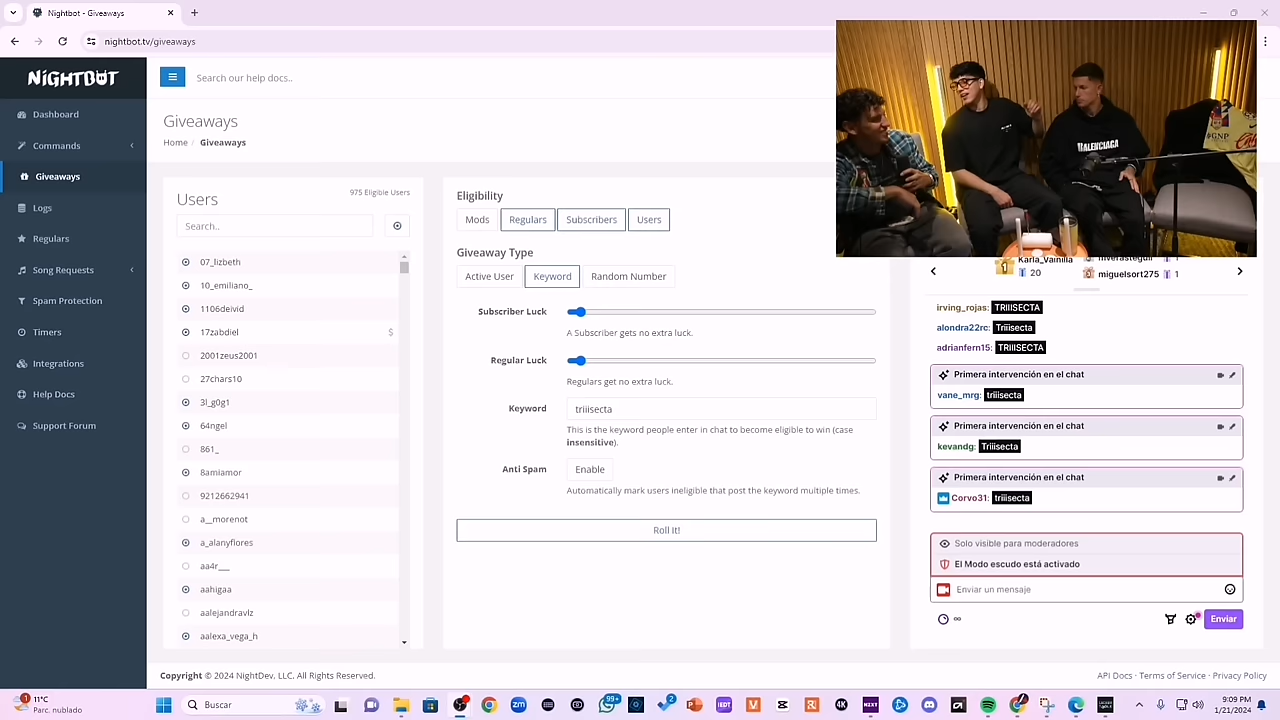 Nightbot - Giveaways
nightbot.tv/giveaways
NIGHTBOT
Search our help docs..
Dashboard
Commands
Giveaways
Logs
Regulars
Song Requests
Spam Protection
Timers
Integrations
Help Docs
Support Forum
Giveaways
Home / Giveaways
Users
975 Eligible Users
Search..
07_lizbeth
10_emiliano_
1106deivid
17zabdiel
$
2001zeus2001
27chars10
3l_g0g1
64ngel
861_
8amiamor
9212662941
a__morenot
a_alanyflores
aa4r___
aahigaa
aalejandravlz
aalexa_vega_h
Eligibility
Mods
Regulars
Subscribers
Users
Giveaway Type
Active User
Keyword
Random Number
Subscriber Luck
A Subscriber gets no extra luck.
Regular Luck
Regulars get no extra luck.
Keyword
triiisecta
This is the keyword people enter in chat to become eligible to win (case
insensitive).
Anti Spam
Enable
Automatically mark users ineligible that post the keyword multiple times.
Roll It!
BALENCIAGA
GNP
Karla_Vainilla
20
miguelsort275
1
irving_rojas: TRIIISECTA
alondra22rc: Triiisecta
adrianfern15: TRIIISECTA
Primera intervención en el chat
vane_mrg: triiisecta
Primera intervención en el chat
kevandg: Triiisecta
Primera intervención en el chat
Corvo31: triiisecta
Solo visible para moderadores
El Modo escudo está activado
Enviar un mensaje
∞
Enviar
Copyright © 2024 NightDev, LLC. All Rights Reserved.
API Docs · Terms of Service · Privacy Policy
11°C
Parc. nublado
Buscar
99+
2
4K
9:09 PM
1/21/2024